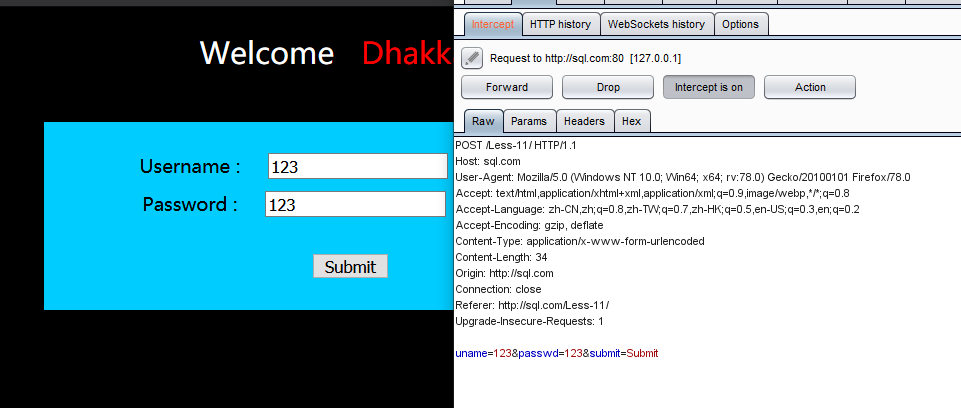 Welcome Dhakk
Username :
123
Password :
123
Submit
Intercept
HTTP history
WebSockets history
Options
Request to http://sql.com:80 [127.0.0.1]
Forward
Drop
Intercept is on
Action
Raw
Params
Headers
Hex
POST /Less-11/ HTTP/1.1
Host: sql.com
User-Agent: Mozilla/5.0 (Windows NT 10.0; Win64; x64; rv:78.0) Gecko/20100101 Firefox/78.0
Accept: text/html,application/xhtml+xml,application/xml;q=0.9,image/webp,*/*;q=0.8
Accept-Language: zh-CN,zh;q=0.8,zh-TW;q=0.7,zh-HK;q=0.5,en-US;q=0.3,en;q=0.2
Accept-Encoding: gzip, deflate
Content-Type: application/x-www-form-urlencoded
Content-Length: 34
Origin: http://sql.com
Connection: close
Referer: http://sql.com/Less-11/
Upgrade-Insecure-Requests: 1
uname=123&passwd=123&submit=Submit